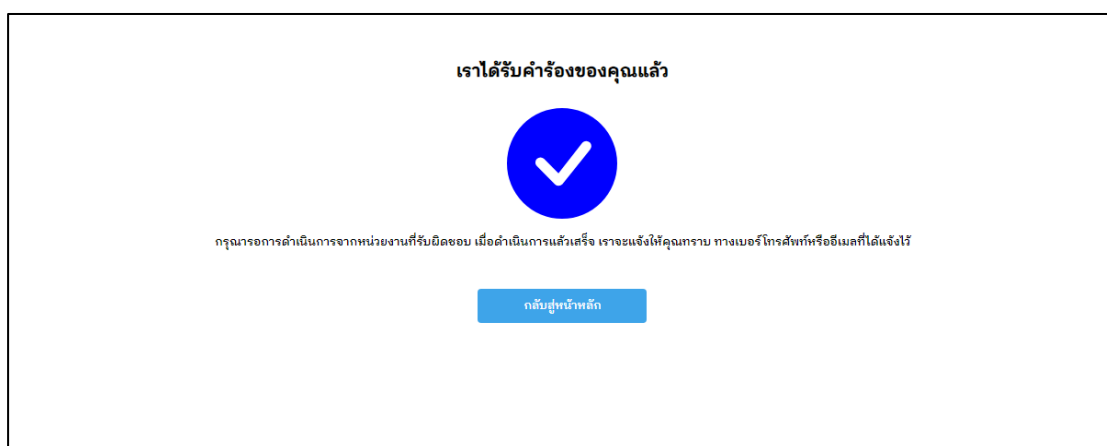 เราได้รับคำร้องของคุณแล้ว
กรุณารอการดำเนินการจากหน่วยงานที่รับผิดชอบ เมื่อดำเนินการแล้วเสร็จ เราจะแจ้งให้คุณทราบ ทางเบอร์โทรศัพท์หรืออีเมลที่ได้แจ้งไว้
กลับสู่หน้าหลัก